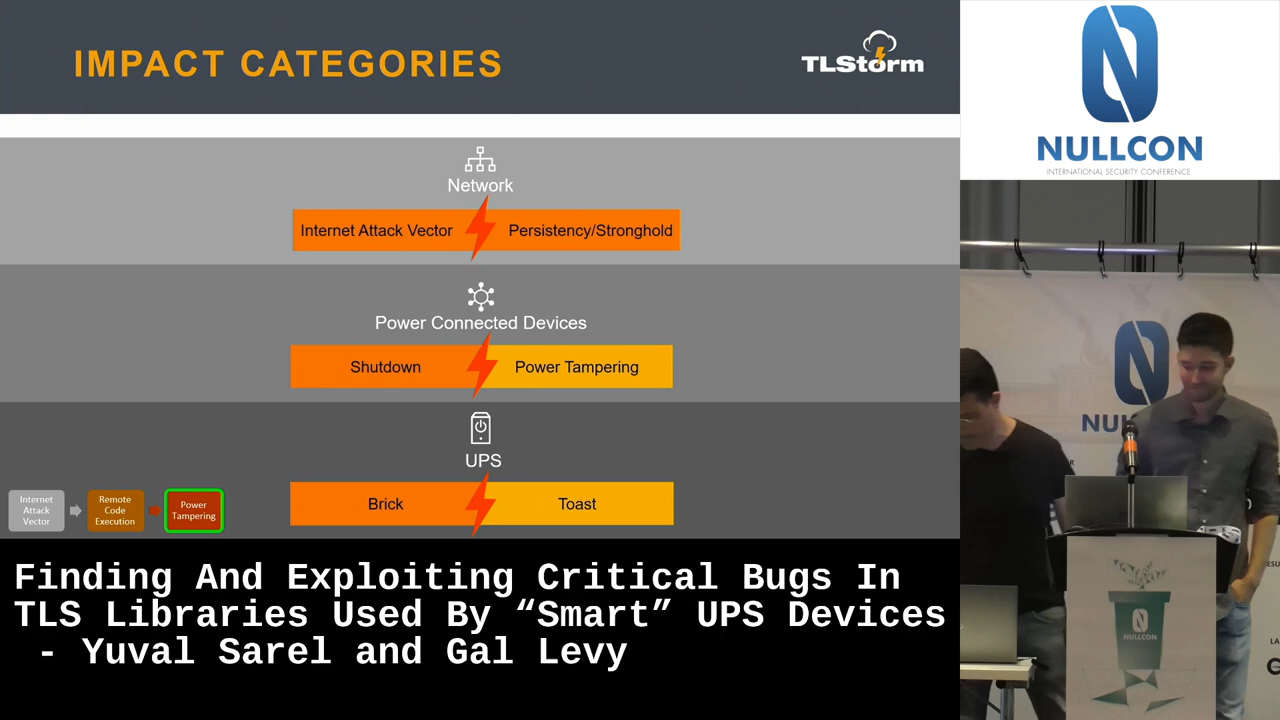 IMPACT CATEGORIES
TLStorm
Network
Internet Attack Vector
Persistency/Stronghold
Power Connected Devices
Shutdown
Power Tampering
UPS
Brick
Toast
Internet
Attack
Vector
Remote
Code
Execution
Power
Tampering
Finding And Exploiting Critical Bugs In
TLS Libraries Used By “Smart” UPS Devices
- Yuval Sarel and Gal Levy
NULLCON
INTERNATIONAL SECURITY CONFERENCE
NULLCON